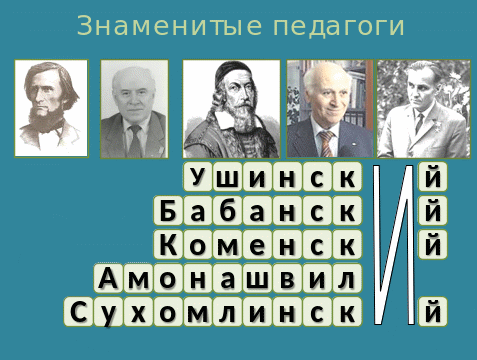 Знаменитые педагоги
УшинскИй
БабанскИй
КоменскИй
АмонашвилИ
СухомлинскИй